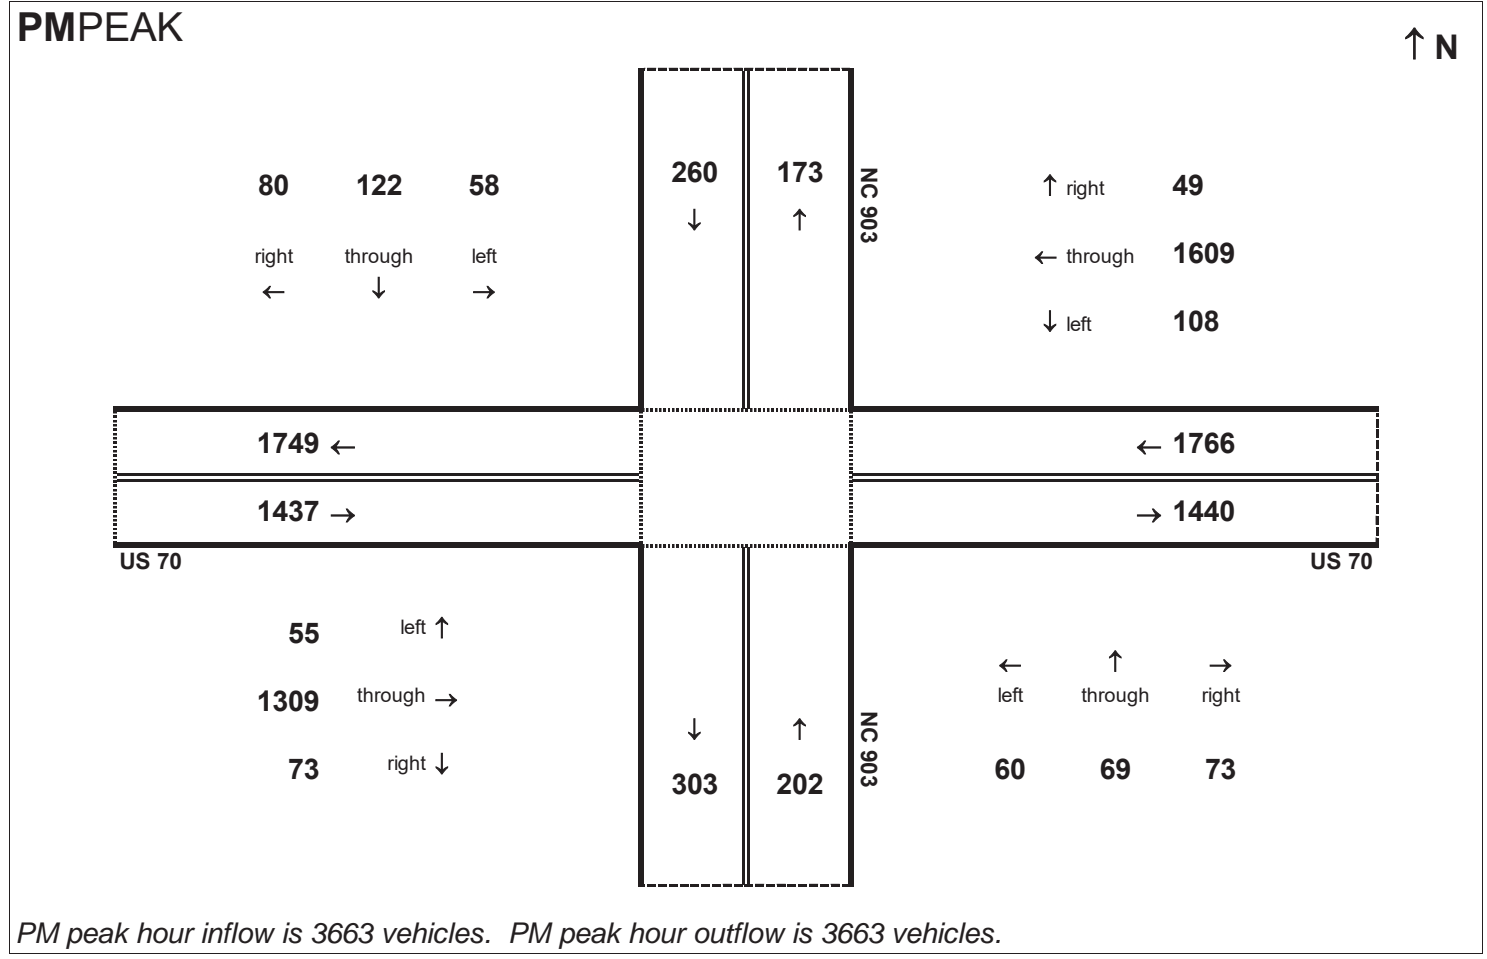 PMPEAK
↑ N
80 122 58
right through left
← ↓ →
260 173
↓ ↑
NC 903
↑ right 49
← through 1609
↓ left 108
1749 ←
1437 →
← 1766
→ 1440
US 70
US 70
55 left ↑
1309 through →
73 right ↓
↓ ↑
303 202
NC 903
← ↑ →
left through right
60 69 73
PM peak hour inflow is 3663 vehicles. PM peak hour outflow is 3663 vehicles.